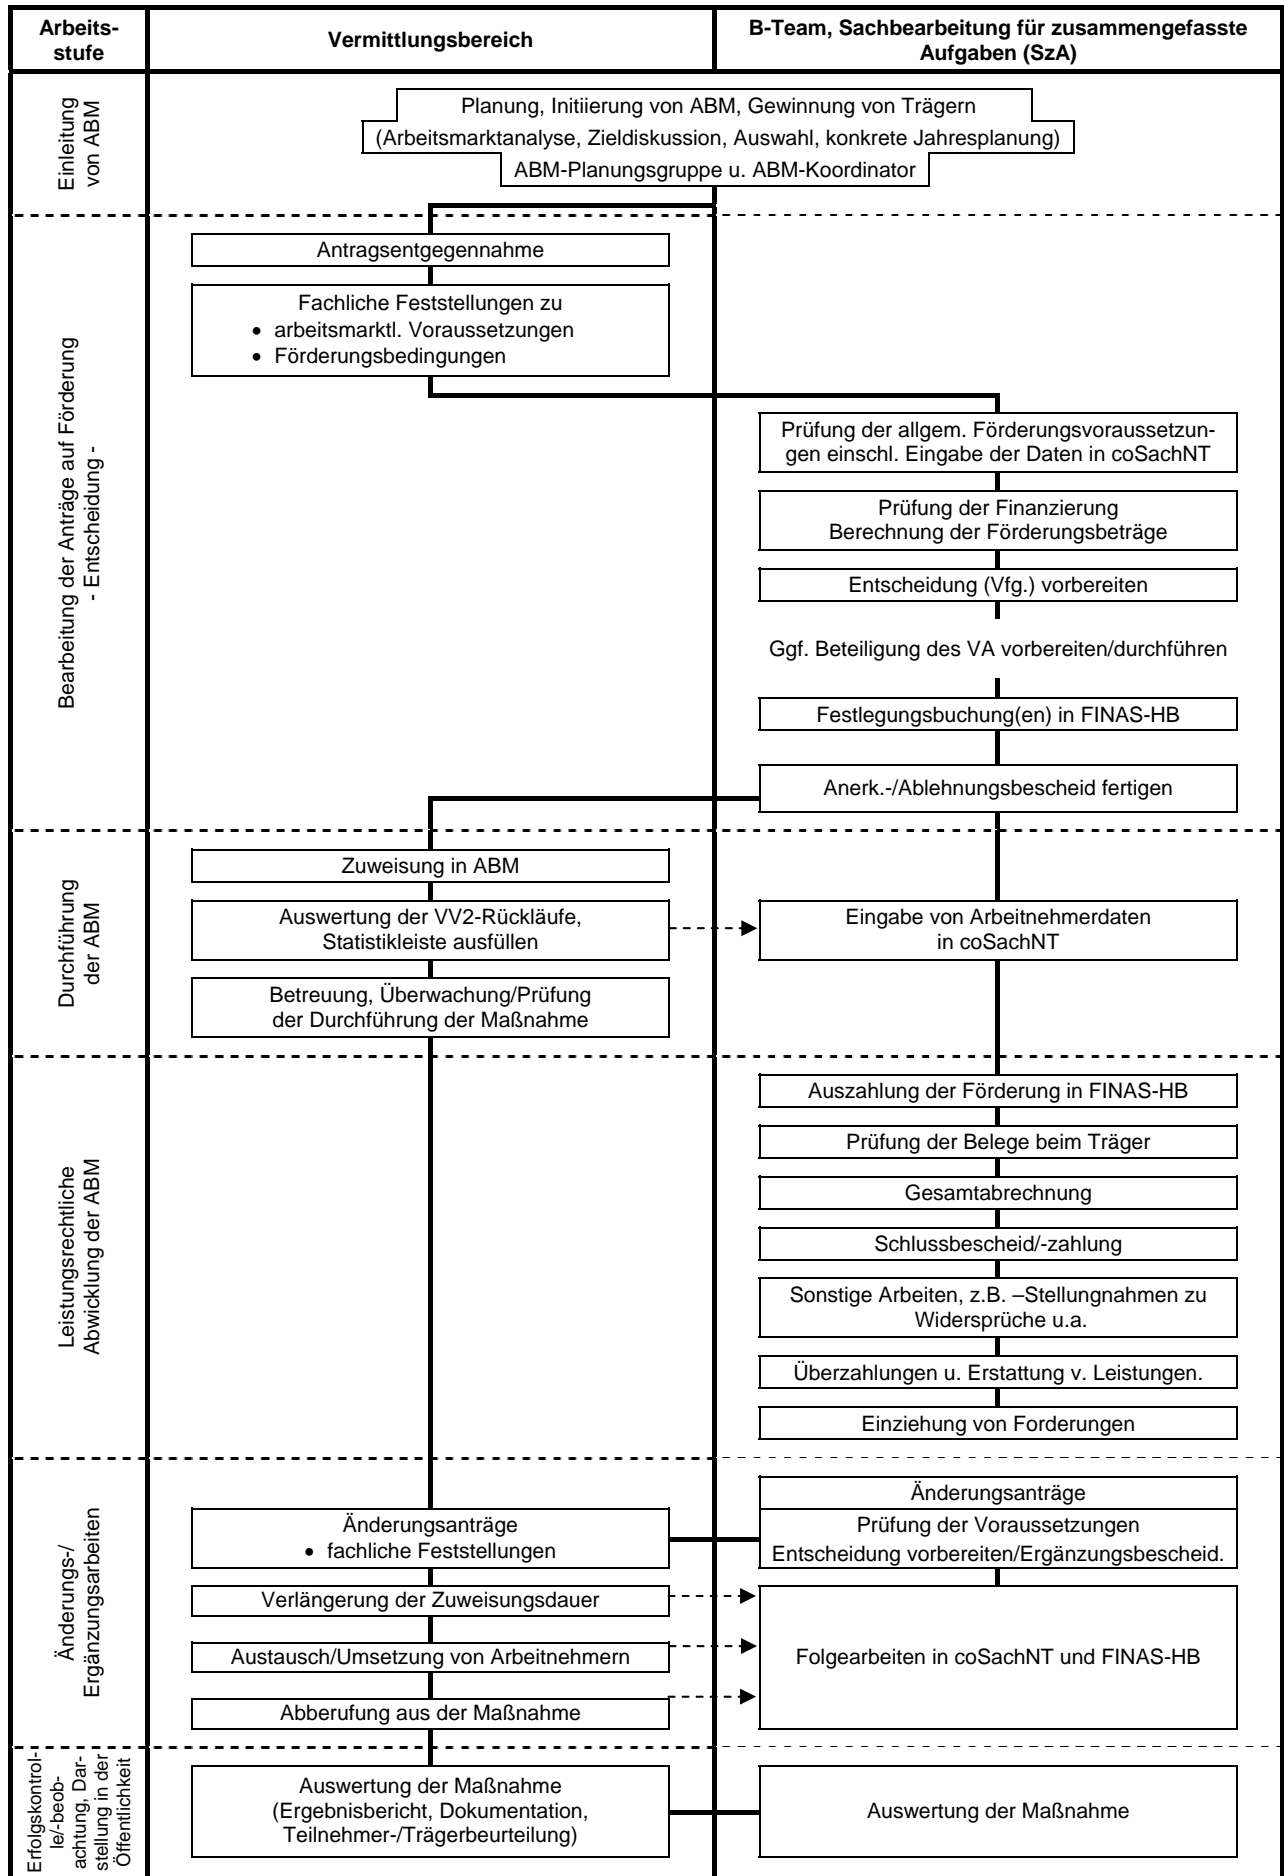 Arbeits-
stufe
Vermittlungsbereich
B-Team, Sachbearbeitung für zusammengefasste
Aufgaben (SzA)
Einleitung
von ABM
Planung, Initiierung von ABM, Gewinnung von Trägern
(Arbeitsmarktanalyse, Zieldiskussion, Auswahl, konkrete Jahresplanung)
ABM-Planungsgruppe u. ABM-Koordinator
Bearbeitung der Anträge auf Förderung
- Entscheidung -
Antragsentgegennahme
Fachliche Feststellungen zu
• arbeitsmarktl. Voraussetzungen
• Förderungsbedingungen
Prüfung der allgem. Förderungsvoraussetzun-
gen einschl. Eingabe der Daten in coSachNT
Prüfung der Finanzierung
Berechnung der Förderungsbeträge
Entscheidung (Vfg.) vorbereiten
Ggf. Beteiligung des VA vorbereiten/durchführen
Festlegungsbuchung(en) in FINAS-HB
Anerk.-/Ablehnungsbescheid fertigen
Durchführung
der ABM
Zuweisung in ABM
Auswertung der VV2-Rückläufe,
Statistikleiste ausfüllen
Eingabe von Arbeitnehmerdaten
in coSachNT
Betreuung, Überwachung/Prüfung
der Durchführung der Maßnahme
Leistungsrechtliche
Abwicklung der ABM
Auszahlung der Förderung in FINAS-HB
Prüfung der Belege beim Träger
Gesamtabrechnung
Schlussbescheid/-zahlung
Sonstige Arbeiten, z.B. –Stellungnahmen zu
Widersprüche u.a.
Überzahlungen u. Erstattung v. Leistungen.
Einziehung von Forderungen
Änderungs-/
Ergänzungsarbeiten
Änderungsanträge
• fachliche Feststellungen
Änderungsanträge
Prüfung der Voraussetzungen
Entscheidung vorbereiten/Ergänzungsbescheid.
Verlängerung der Zuweisungsdauer
Austausch/Umsetzung von Arbeitnehmern
Abberufung aus der Maßnahme
Folgearbeiten in coSachNT und FINAS-HB
Erfolgskontrol-
le/-beob-
achtung, Dar-
stellung in der
Öffentlichkeit
Auswertung der Maßnahme
(Ergebnisbericht, Dokumentation,
Teilnehmer-/Trägerbeurteilung)
Auswertung der Maßnahme